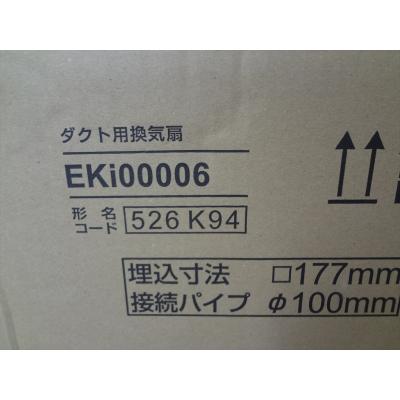 ダクト用換気扇
EKi00006
形名
コード 526 K94
埋込寸法 □177mm
接続パイプ φ100mm